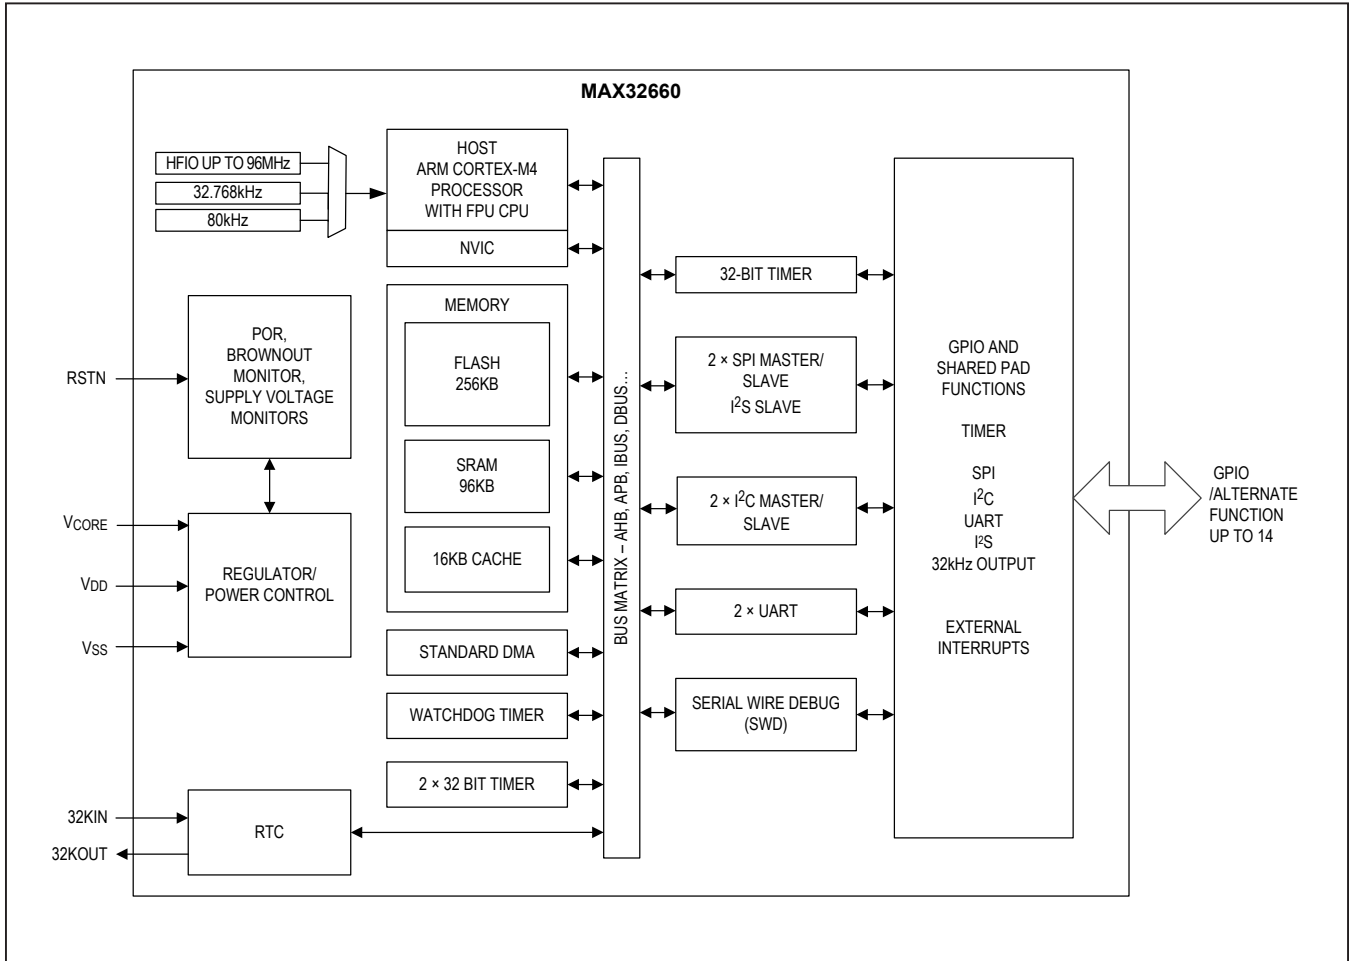 MAX32660
HFIO UP TO 96MHz
32.768kHz
80kHz
HOST
ARM CORTEX-M4
PROCESSOR
WITH FPU CPU
NVIC
MEMORY
FLASH
256KB
SRAM
96KB
16KB CACHE
STANDARD DMA
WATCHDOG TIMER
2 × 32 BIT TIMER
POR,
BROWNOUT
MONITOR,
SUPPLY VOLTAGE
MONITORS
REGULATOR/
POWER CONTROL
RTC
RSTN
VCORE
VDD
VSS
32KIN
32KOUT
BUS MATRIX – AHB, APB, IBUS, DBUS...
32-BIT TIMER
2 × SPI MASTER/
SLAVE
I2S SLAVE
2 × I2C MASTER/
SLAVE
2 × UART
SERIAL WIRE DEBUG
(SWD)
GPIO AND
SHARED PAD
FUNCTIONS
TIMER
SPI
I2C
UART
I2S
32kHz OUTPUT
EXTERNAL
INTERRUPTS
GPIO
/ALTERNATE
FUNCTION
UP TO 14